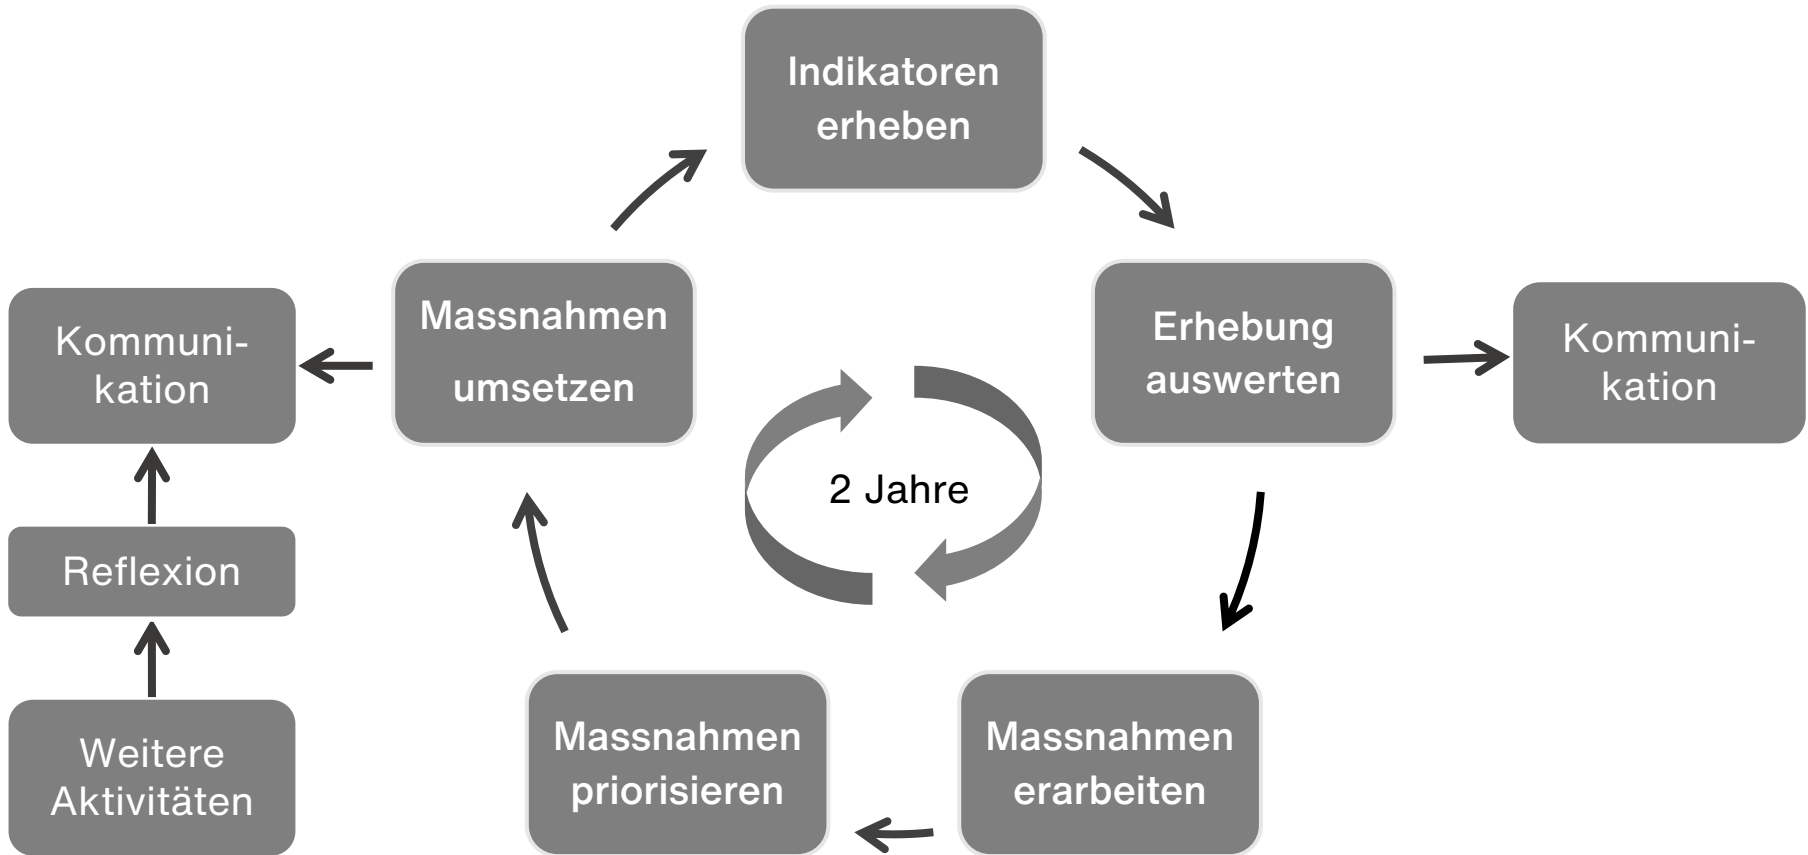 Indikatoren
erheben
Massnahmen
umsetzen
Erhebung
auswerten
Kommuni-
kation
Kommuni-
kation
2 Jahre
Reflexion
Weitere
Aktivitäten
Massnahmen
priorisieren
Massnahmen
erarbeiten